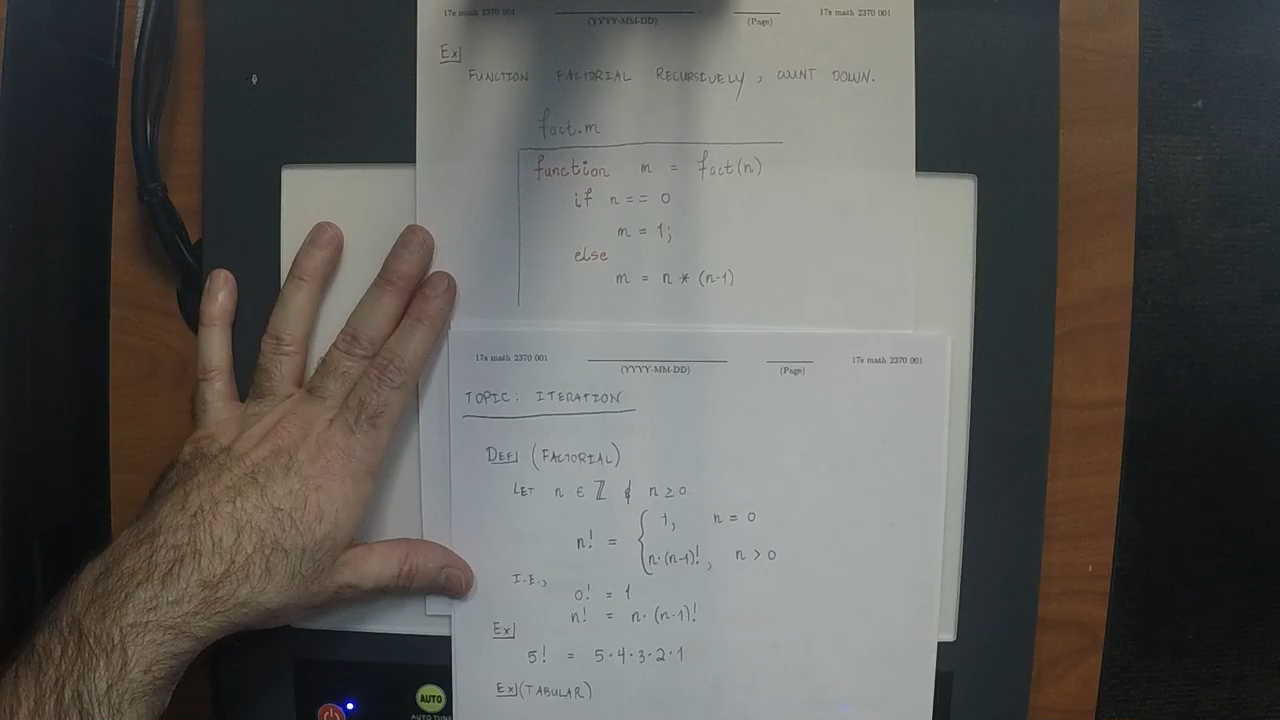 17s math 2370 001 (YYYY-MM-DD) (Page) 17s math 2370 001
Ex
FUNCTION FACTORIAL RECURSIVELY, COUNT DOWN.
fact.m
function m = fact(n)
if n == 0
m = 1;
else
m = n * (n-1)
17s math 2370 001 (YYYY-MM-DD) (Page) 17s math 2370 001
TOPIC: ITERATION
DEF (FACTORIAL)
LET n ∈ ℤ & n ≥ 0.
n! = { 1, n = 0
n·(n-1)!, n > 0
I.E.,
0! = 1
n! = n·(n-1)!
Ex
5! = 5·4·3·2·1
Ex (TABULAR)
AUTO
AUTO TUNE